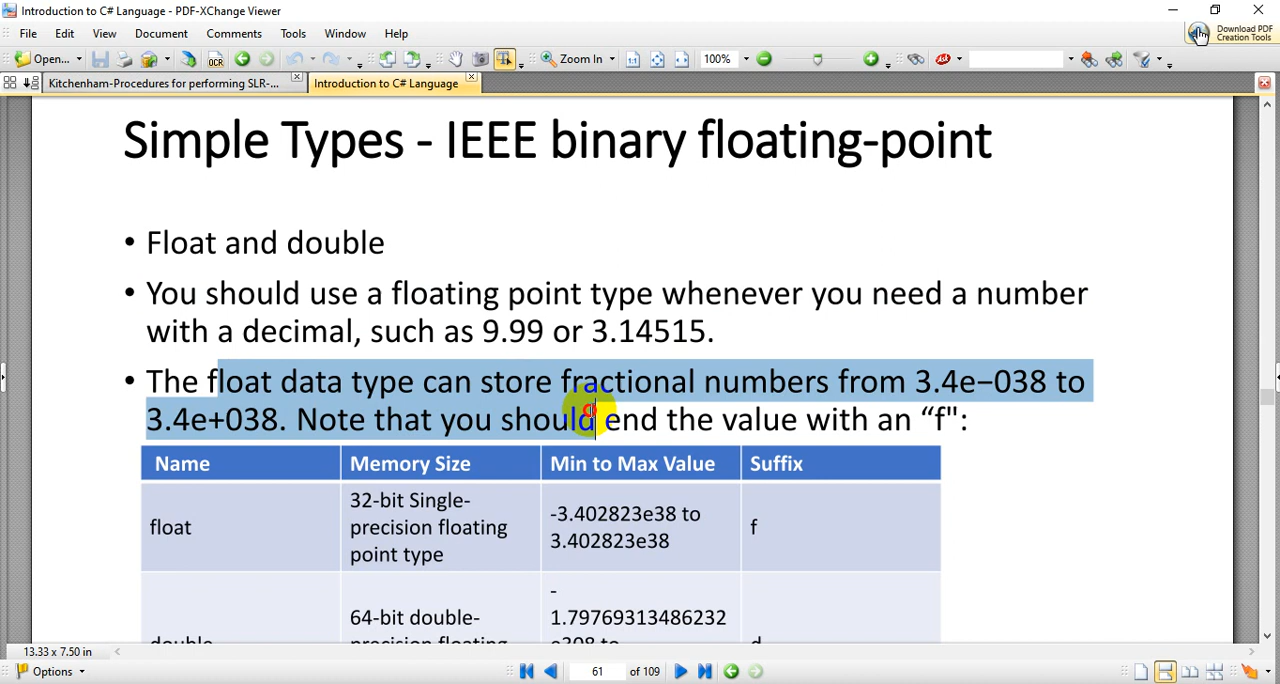 Introduction to C# Language - PDF-XChange Viewer
File Edit View Document Comments Tools Window Help
Download PDF
Creation Tools
Open... OCR Zoom In 100%
Kitchenham-Procedures for performing SLR-... Introduction to C# Language
Simple Types - IEEE binary floating-point
• Float and double
• You should use a floating point type whenever you need a number
with a decimal, such as 9.99 or 3.14515.
• The float data type can store fractional numbers from 3.4e−038 to
3.4e+038. Note that you should end the value with an “f":
Name Memory Size Min to Max Value Suffix
float 32-bit Single-
precision floating
point type -3.402823e38 to
3.402823e38 f
double 64-bit double-
precision floating -
1.79769313486232
e308 to d
13.33 x 7.50 in
Options 61 of 109